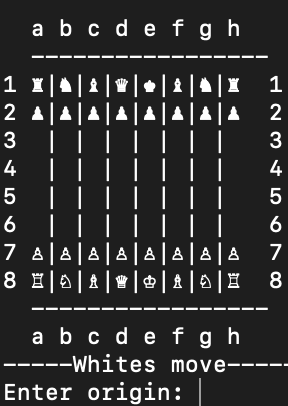 a b c d e f g h
-----------------
1 ♜|♞|♝|♛|♚|♝|♞|♜ 1
2 ♟|♟|♟|♟|♟|♟|♟|♟ 2
3 | | | | | | | 3
4 | | | | | | | 4
5 | | | | | | | 5
6 | | | | | | | 6
7 ♙|♙|♙|♙|♙|♙|♙|♙ 7
8 ♖|♘|♗|♕|♔|♗|♘|♖ 8
-----------------
a b c d e f g h
-----Whites move-----
Enter origin: